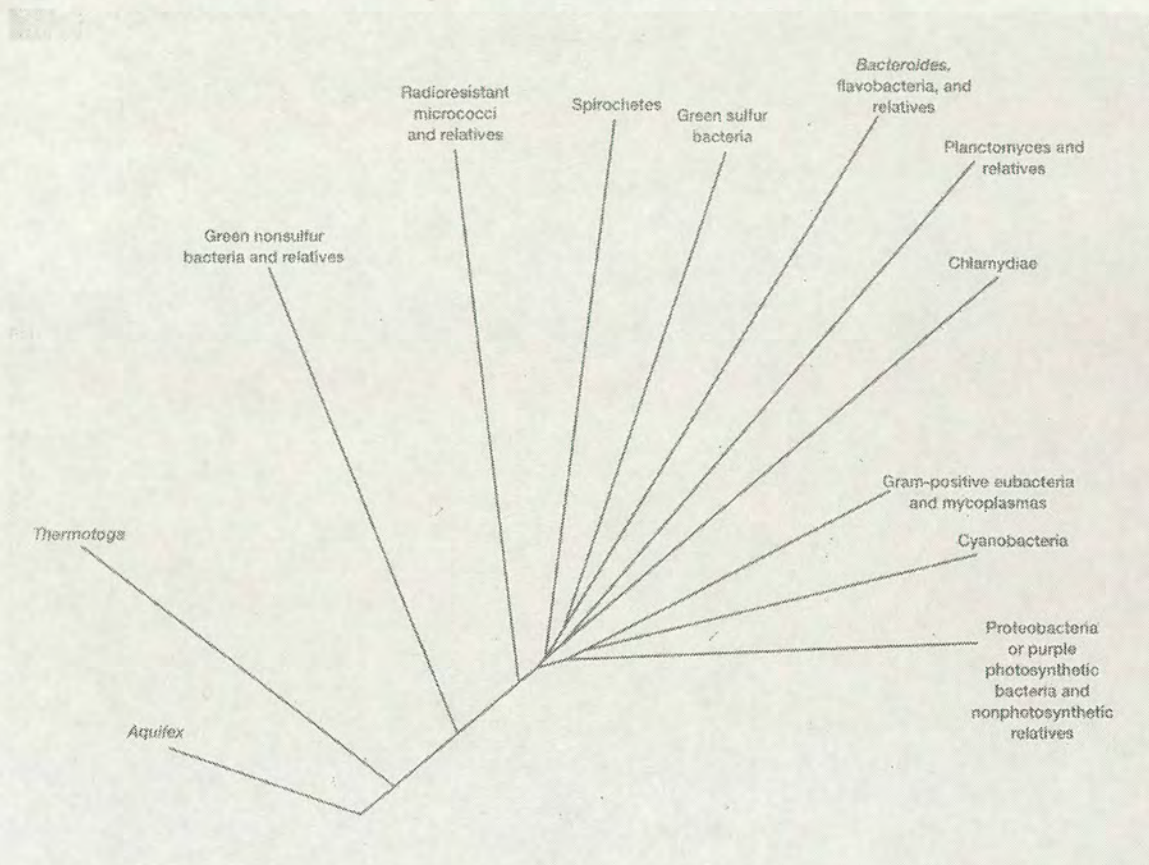 Bacteroides,
flavobacteria, and
relatives
Radioresistant
micrococci
and relatives
Spirochetes
Green sulfur
bacteria
Planctomyces and
relatives
Green nonsulfur
bacteria and relatives
Chlamydiae
Gram-positive eubacteria
and mycoplasmas
Thermotoga
Cyanobacteria
Proteobacteria
or purple
photosynthetic
bacteria and
nonphotosynthetic
relatives
Aquifex